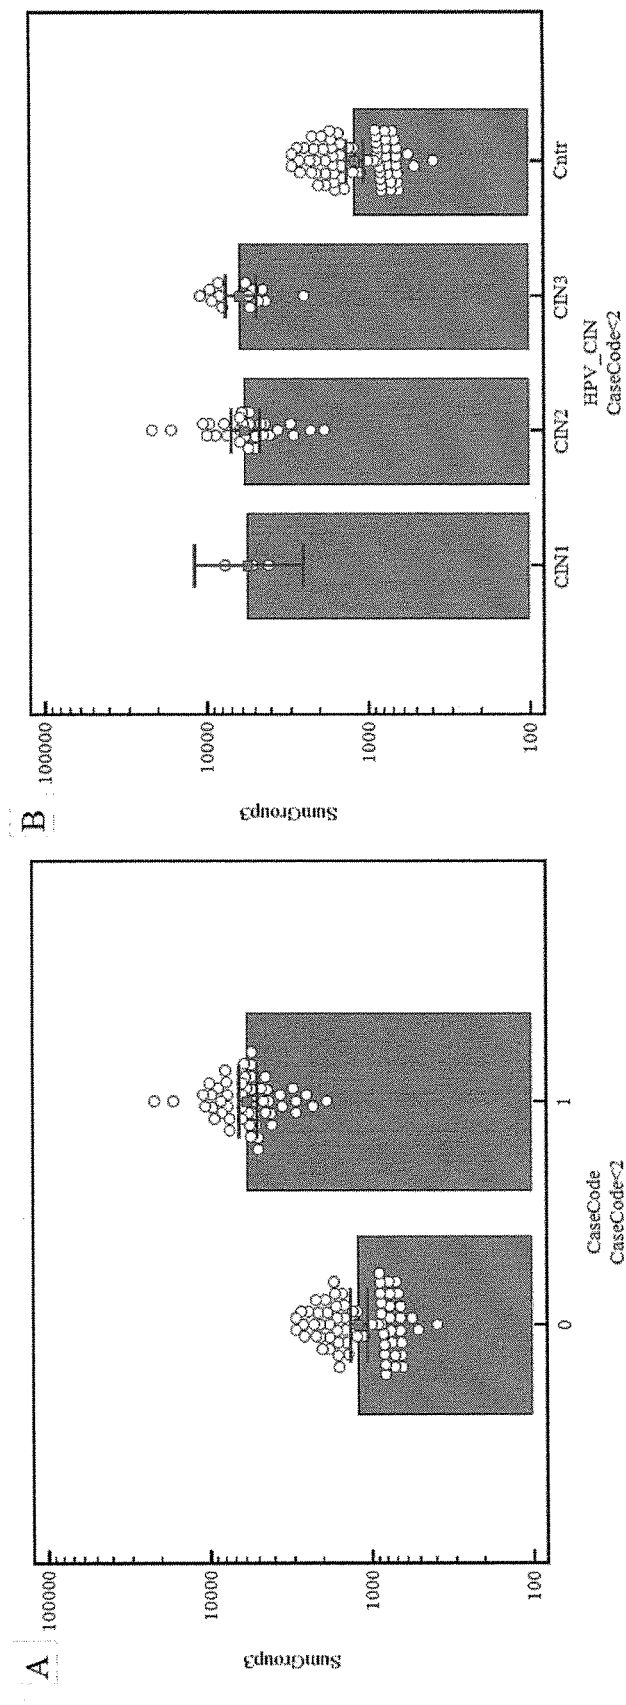 A
SumGroup3
100000
10000
1000
100
0
1
CaseCode
CaseCode<2
B
SumGroup3
100000
10000
1000
100
CIN1
CIN2
CIN3
Cntr
HPV_CIN
CaseCode<2